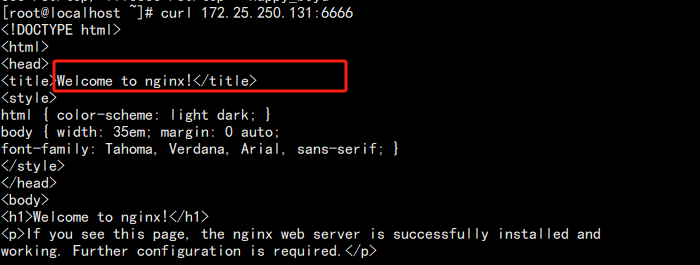 [root@localhost ~]# curl 172.25.250.131:6666
<!DOCTYPE html>
<html>
<head>
<title>Welcome to nginx!</title>
<style>
html { color-scheme: light dark; }
body { width: 35em; margin: 0 auto;
font-family: Tahoma, Verdana, Arial, sans-serif; }
</style>
</head>
<body>
<h1>Welcome to nginx!</h1>
<p>If you see this page, the nginx web server is successfully installed and
working. Further configuration is required.</p>